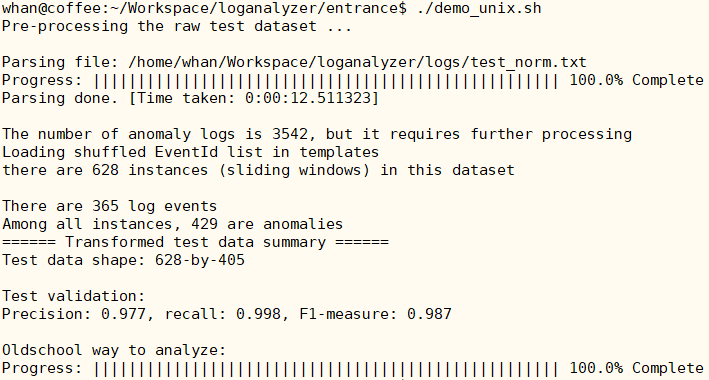 whan@coffee:~/Workspace/loganalyzer/entrance$ ./demo_unix.sh
Pre-processing the raw test dataset ...
Parsing file: /home/whan/Workspace/loganalyzer/logs/test_norm.txt
Progress: |||||||||||||||||||||||||||||||||||||||||||||||||| 100.0% Complete
Parsing done. [Time taken: 0:00:12.511323]
The number of anomaly logs is 3542, but it requires further processing
Loading shuffled EventId list in templates
there are 628 instances (sliding windows) in this dataset
There are 365 log events
Among all instances, 429 are anomalies
====== Transformed test data summary ======
Test data shape: 628-by-405
Test validation:
Precision: 0.977, recall: 0.998, F1-measure: 0.987
Oldschool way to analyze:
Progress: |||||||||||||||||||||||||||||||||||||||||||||||||| 100.0% Complete